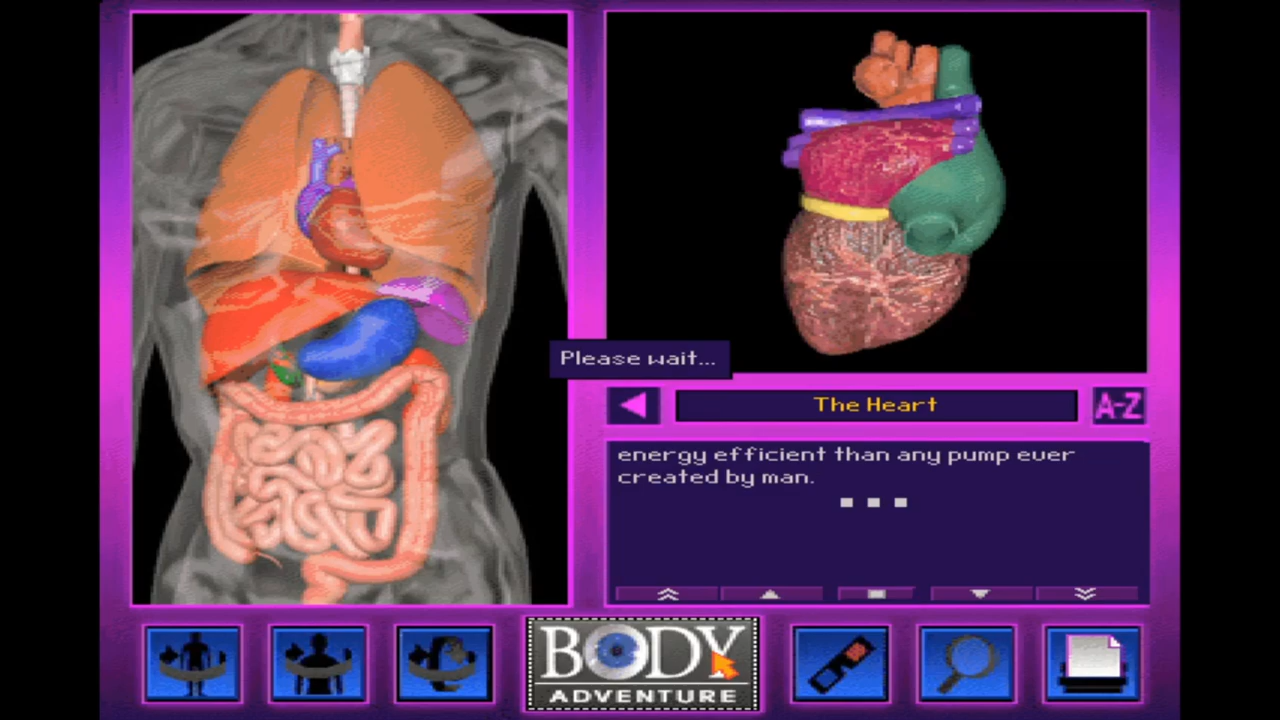 Please wait...
The Heart
A-Z
energy efficient than any pump ever
created by man.
BODY
ADVENTURE